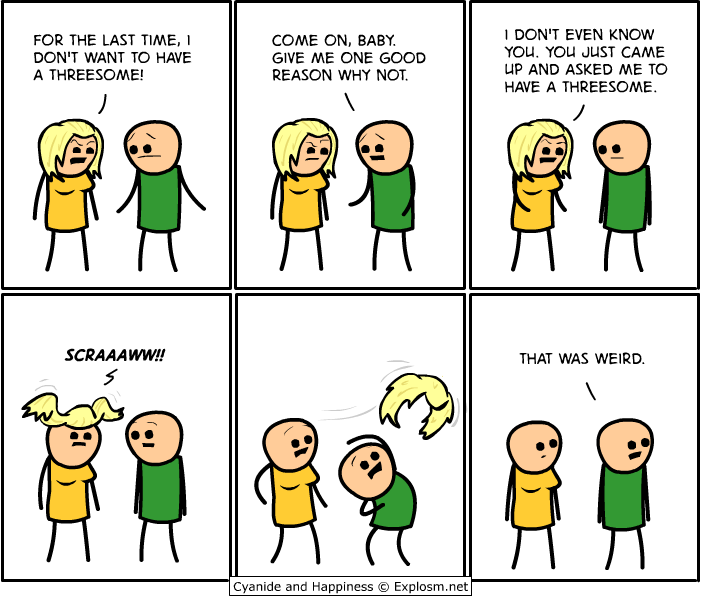 FOR THE LAST TIME, I
DON'T WANT TO HAVE
A THREESOME!
COME ON, BABY.
GIVE ME ONE GOOD
REASON WHY NOT.
I DON'T EVEN KNOW
YOU. YOU JUST CAME
UP AND ASKED ME TO
HAVE A THREESOME.
SCRAAAWW!!
THAT WAS WEIRD.
Cyanide and Happiness © Explosm.net